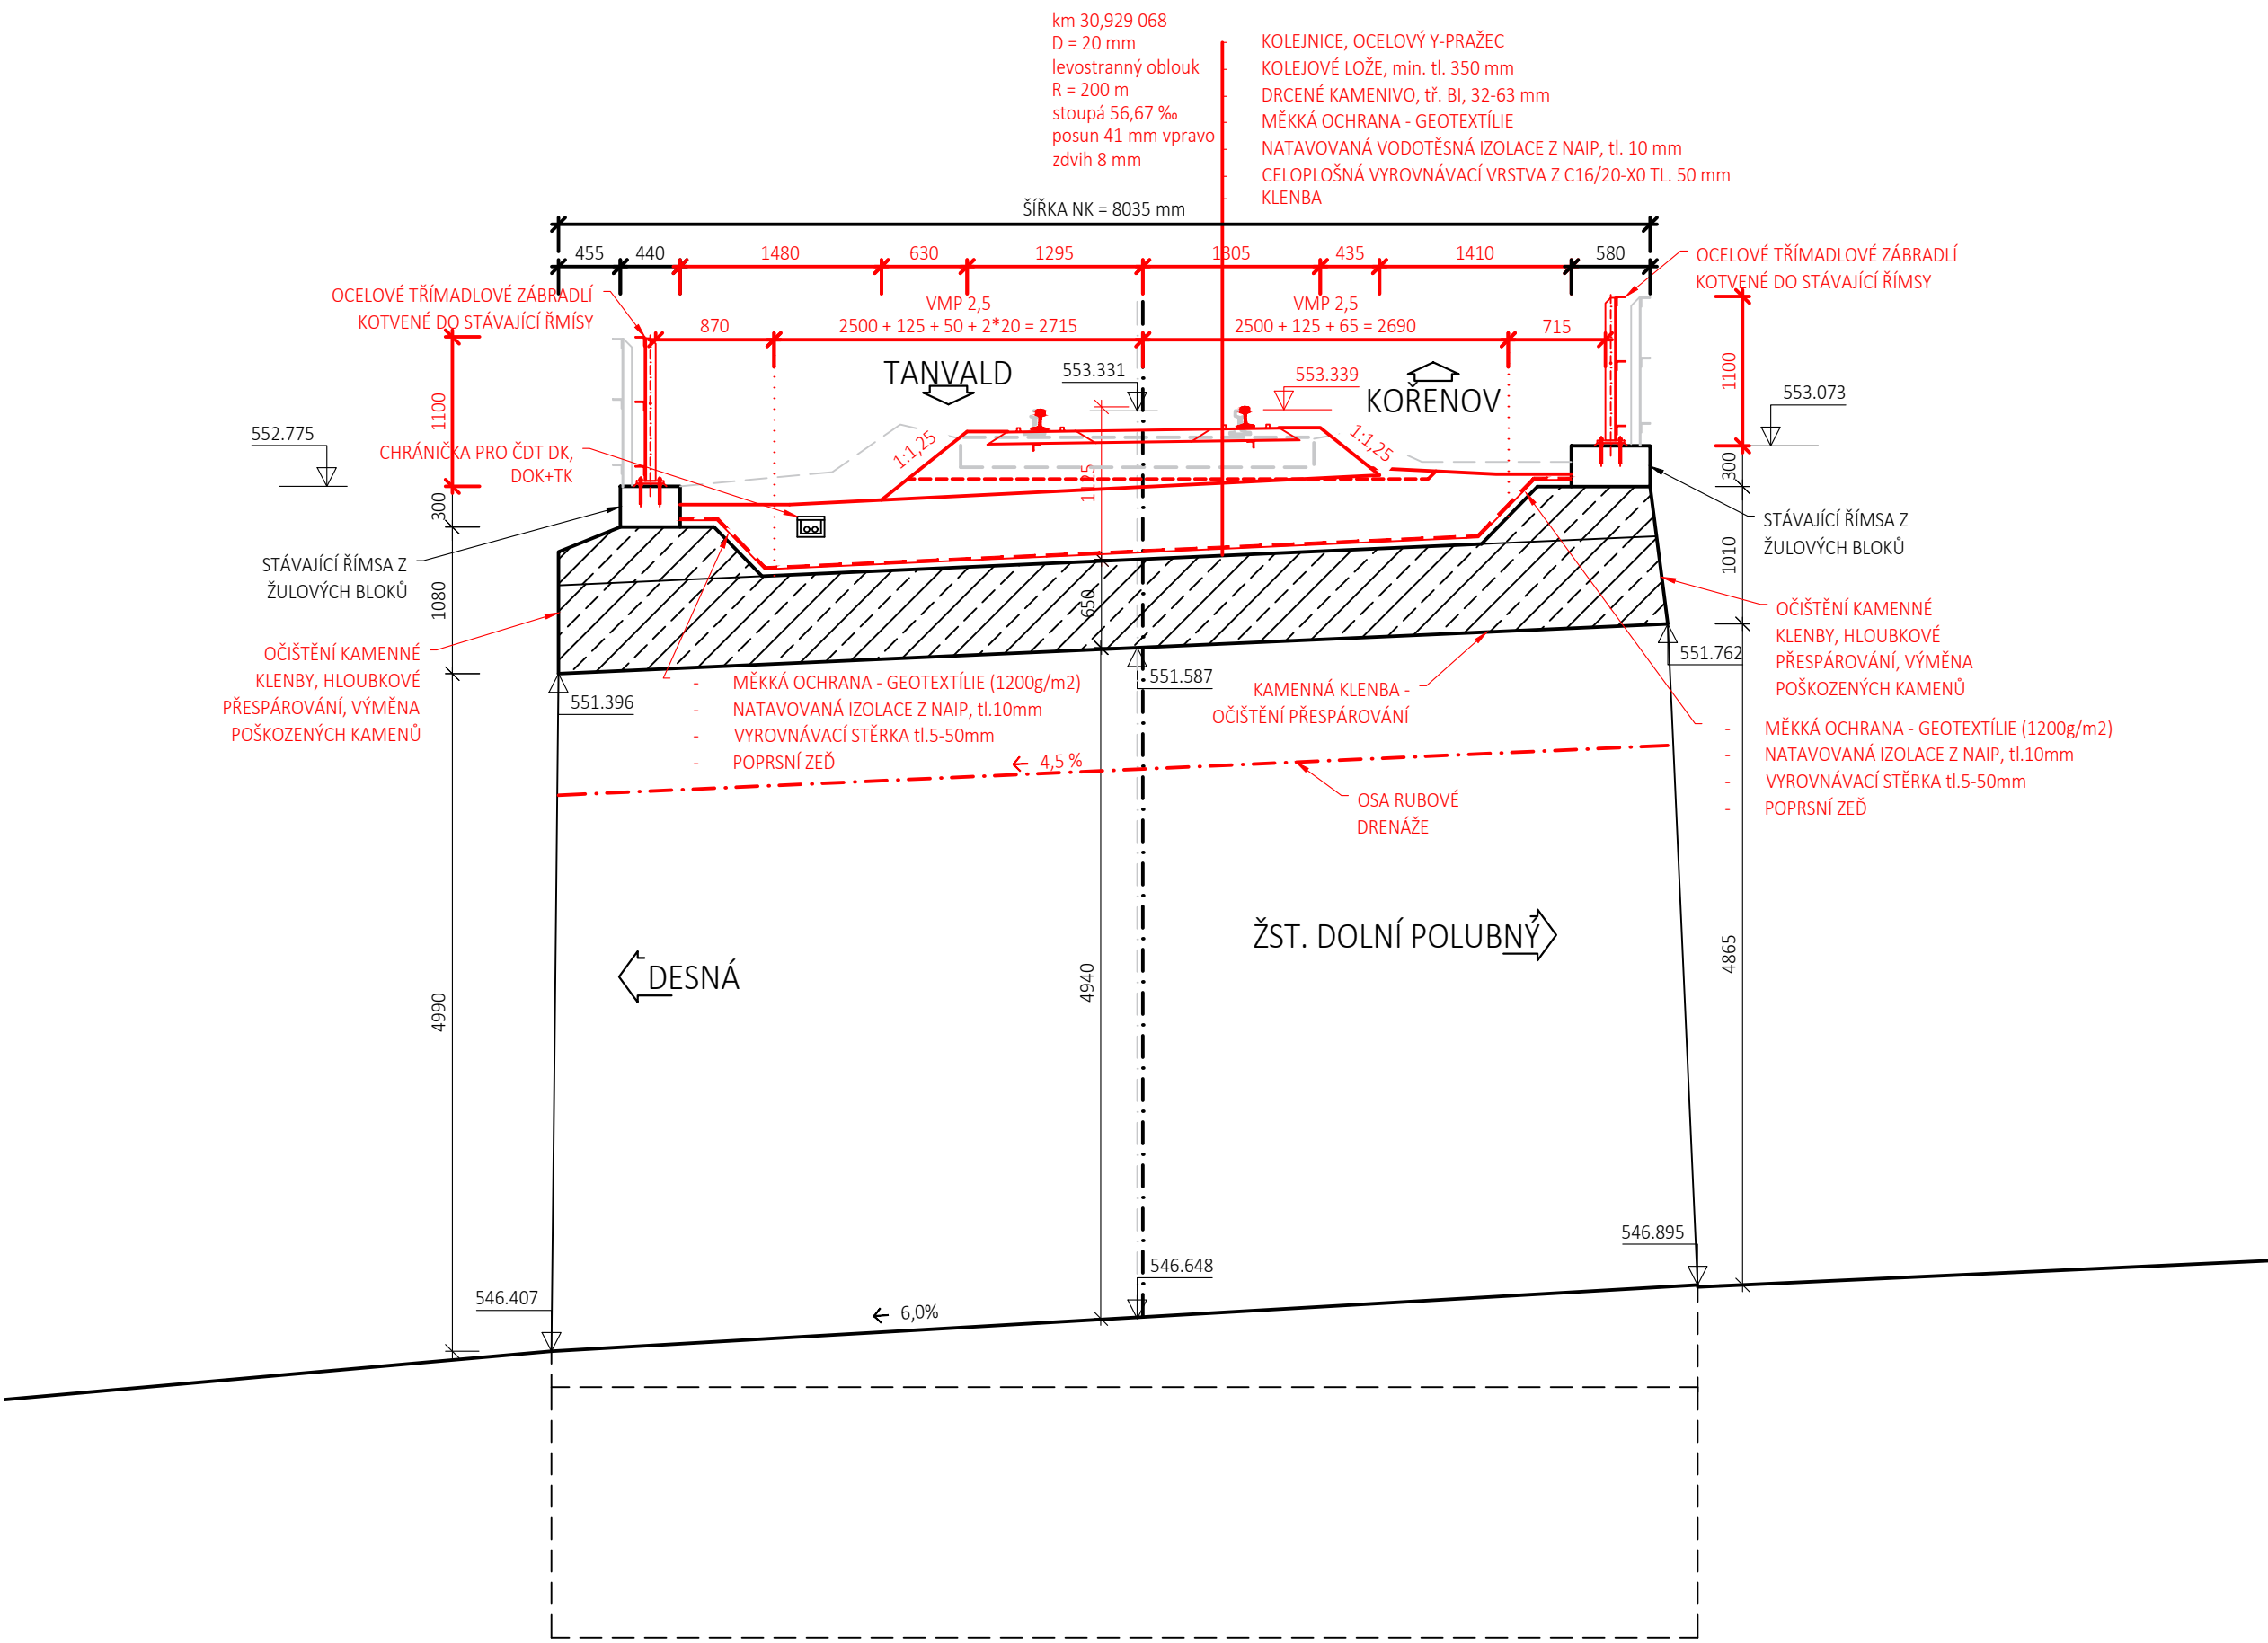 km 30,929 068
D = 20 mm
levostranný oblouk
R = 200 m
stoupá 56,67 ‰
posun 41 mm vpravo
zdvih 8 mm
- KOLEJNICE, OCELOVÝ Y-PRAŽEC
- KOLEJOVÉ LOŽE, min. tl. 350 mm
- DRCENÉ KAMENIVO, tř. BI, 32-63 mm
- MĚKKÁ OCHRANA - GEOTEXTÍLIE
- NATAVOVANÁ VODOTĚSNÁ IZOLACE Z NAIP, tl. 10 mm
- CELOPLOŠNÁ VYROVNÁVACÍ VRSTVA Z C16/20-X0 TL. 50 mm
- KLENBA
ŠÍŘKA NK = 8035 mm
455 440 1480 630 1295 1305 435 1410 580
OCELOVÉ TŘÍMADLOVÉ ZÁBRADLÍ
KOTVENÉ DO STÁVAJÍCÍ ŘMÍSY
OCELOVÉ TŘÍMADLOVÉ ZÁBRADLÍ
KOTVENÉ DO STÁVAJÍCÍ ŘÍMSY
VMP 2,5
VMP 2,5
870
2500 + 125 + 50 + 2*20 = 2715
2500 + 125 + 65 = 2690
715
TANVALD
553.331
553.339
KOŘENOV
1100
1100
552.775
553.073
CHRÁNIČKA PRO ČDT DK,
DOK+TK
1:1,25
1:1,25
1125
300
300
STÁVAJÍCÍ ŘÍMSA Z
ŽULOVÝCH BLOKŮ
STÁVAJÍCÍ ŘÍMSA Z
ŽULOVÝCH BLOKŮ
1080
650
1010
OČIŠTĚNÍ KAMENNÉ
KLENBY, HLOUBKOVÉ
PŘESPÁROVÁNÍ, VÝMĚNA
POŠKOZENÝCH KAMENŮ
OČIŠTĚNÍ KAMENNÉ
KLENBY, HLOUBKOVÉ
PŘESPÁROVÁNÍ, VÝMĚNA
POŠKOZENÝCH KAMENŮ
551.396
551.587
551.762
- MĚKKÁ OCHRANA - GEOTEXTÍLIE (1200g/m2)
- NATAVOVANÁ IZOLACE Z NAIP, tl.10mm
- VYROVNÁVACÍ STĚRKA tl.5-50mm
- POPRSNÍ ZEĎ
KAMENNÁ KLENBA -
OČIŠTĚNÍ PŘESPÁROVÁNÍ
- MĚKKÁ OCHRANA - GEOTEXTÍLIE (1200g/m2)
- NATAVOVANÁ IZOLACE Z NAIP, tl.10mm
- VYROVNÁVACÍ STĚRKA tl.5-50mm
- POPRSNÍ ZEĎ
4,5 %
OSA RUBOVÉ
DRENÁŽE
ŽST. DOLNÍ POLUBNÝ
DESNÁ
4990
4940
4865
546.895
546.648
546.407
6,0%